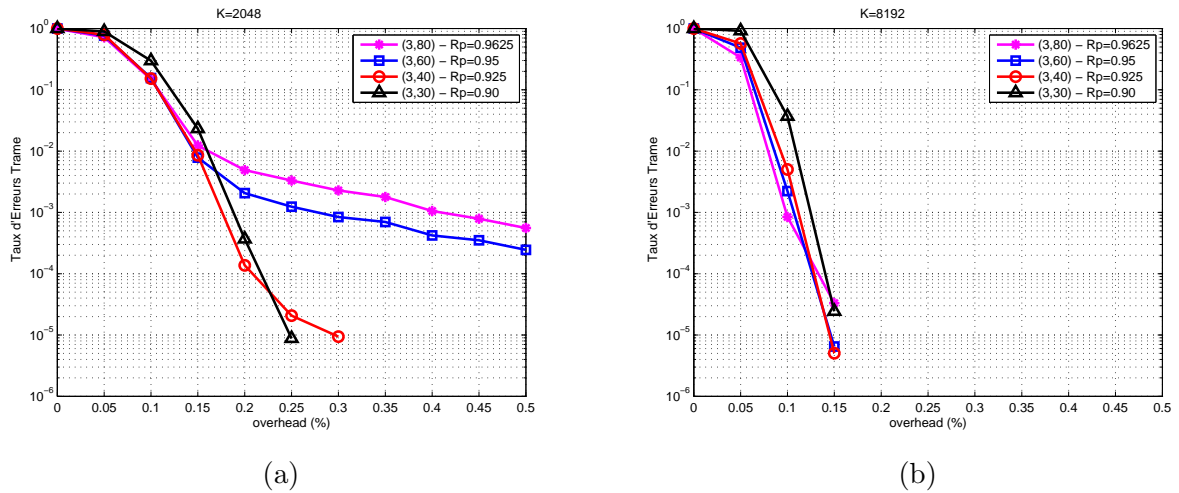 K=2048
10^0
10^-1
10^-2
10^-3
10^-4
10^-5
10^-6
Taux d'Erreurs Trame
(3,80) − Rp=0.9625
(3,60) − Rp=0.95
(3,40) − Rp=0.925
(3,30) − Rp=0.90
0 0.05 0.1 0.15 0.2 0.25 0.3 0.35 0.4 0.45 0.5
overhead (%)
(a)
K=8192
10^0
10^-1
10^-2
10^-3
10^-4
10^-5
10^-6
Taux d'Erreurs Trame
(3,80) − Rp=0.9625
(3,60) − Rp=0.95
(3,40) − Rp=0.925
(3,30) − Rp=0.90
0 0.05 0.1 0.15 0.2 0.25 0.3 0.35 0.4 0.45 0.5
overhead (%)
(b)